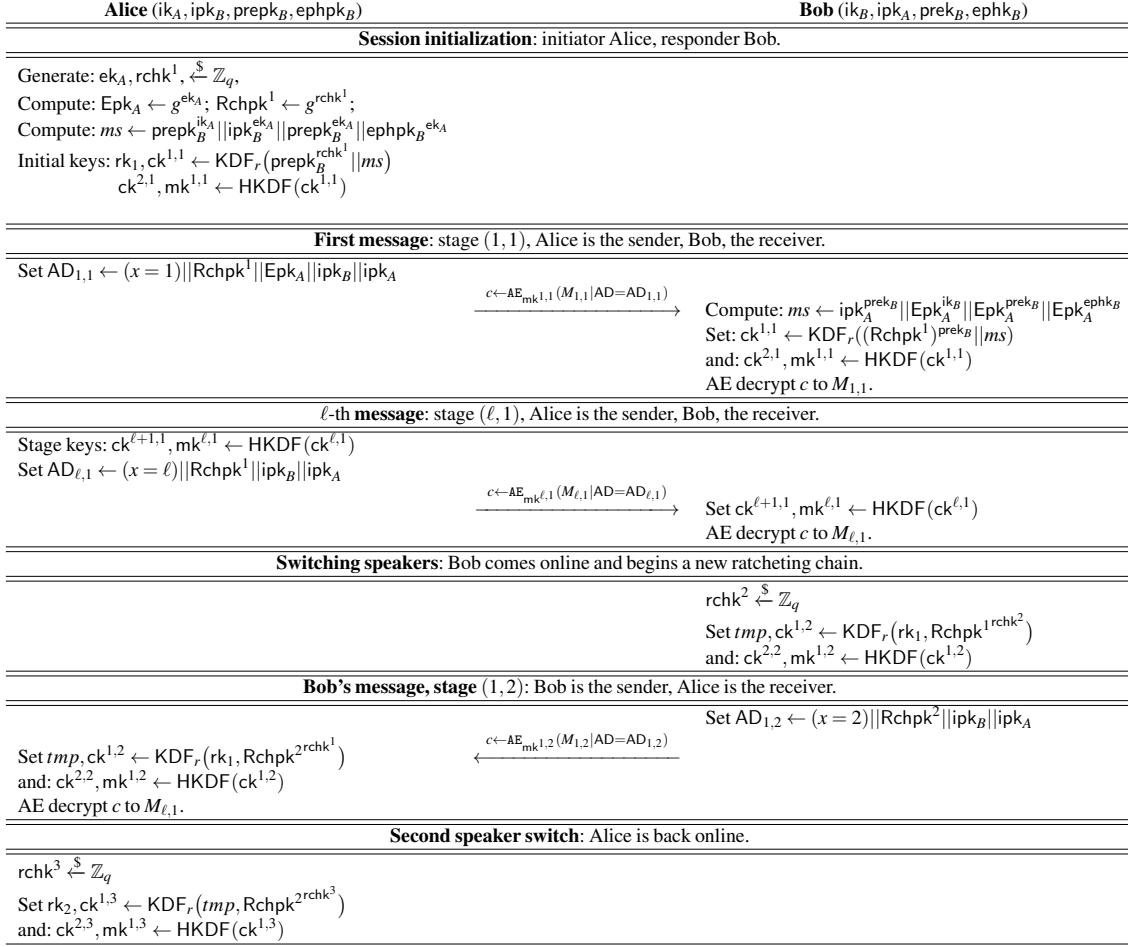 Alice (ik_A, ipk_B, prepk_B, ephpk_B) Bob (ik_B, ipk_A, prek_B, ephk_B)
Session initialization: initiator Alice, responder Bob.
Generate: ek_A, rchk^1, ←$ ℤ_q,
Compute: Epk_A ← g^{ek_A}; Rchpk^1 ← g^{rchk^1};
Compute: ms ← prepk_B^{ik_A}||ipk_B^{ek_A}||prepk_B^{ek_A}||ephpk_B^{ek_A}
Initial keys: rk_1, ck^{1,1} ← KDF_r(prepk_B^{rchk^1}||ms)
ck^{2,1}, mk^{1,1} ← HKDF(ck^{1,1})
First message: stage (1,1), Alice is the sender, Bob, the receiver.
Set AD_{1,1} ← (x = 1)||Rchpk^1||Epk_A||ipk_B||ipk_A
c←AE_{mk^{1,1}}(M_{1,1}|AD=AD_{1,1})
Compute: ms ← ipk_A^{prek_B}||Epk_A^{ik_B}||Epk_A^{prek_B}||Epk_A^{ephk_B}
Set: ck^{1,1} ← KDF_r((Rchpk^1)^{prek_B}||ms)
and: ck^{2,1}, mk^{1,1} ← HKDF(ck^{1,1})
AE decrypt c to M_{1,1}.
ℓ-th message: stage (ℓ,1), Alice is the sender, Bob, the receiver.
Stage keys: ck^{ℓ+1,1}, mk^{ℓ,1} ← HKDF(ck^{ℓ,1})
Set AD_{ℓ,1} ← (x = ℓ)||Rchpk^1||ipk_B||ipk_A
c←AE_{mk^{ℓ,1}}(M_{ℓ,1}|AD=AD_{ℓ,1})
Set ck^{ℓ+1,1}, mk^{ℓ,1} ← HKDF(ck^{ℓ,1})
AE decrypt c to M_{ℓ,1}.
Switching speakers: Bob comes online and begins a new ratcheting chain.
rchk^2 ←$ ℤ_q
Set tmp, ck^{1,2} ← KDF_r(rk_1, Rchpk^{1^{rchk^2}})
and: ck^{2,2}, mk^{1,2} ← HKDF(ck^{1,2})
Bob's message, stage (1,2): Bob is the sender, Alice is the receiver.
Set AD_{1,2} ← (x = 2)||Rchpk^2||ipk_B||ipk_A
c←AE_{mk^{1,2}}(M_{1,2}|AD=AD_{1,2})
Set tmp, ck^{1,2} ← KDF_r(rk_1, Rchpk^{2^{rchk^1}})
and: ck^{2,2}, mk^{1,2} ← HKDF(ck^{1,2})
AE decrypt c to M_{ℓ,1}.
Second speaker switch: Alice is back online.
rchk^3 ←$ ℤ_q
Set rk_2, ck^{1,3} ← KDF_r(tmp, Rchpk^{2^{rchk^3}})
and: ck^{2,3}, mk^{1,3} ← HKDF(ck^{1,3})